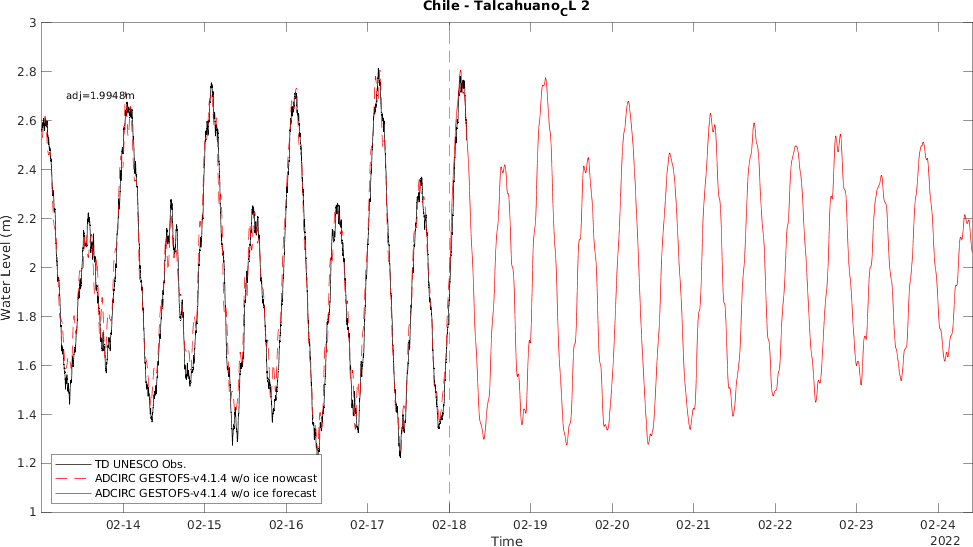 Chile - Talcahuano_CL 2
3
2.8
adj=1.9948m
2.6
2.4
2.2
2
1.8
1.6
1.4
1.2
1
Water Level (m)
TD UNESCO Obs.
ADCIRC GESTOFS-v4.1.4 w/o ice nowcast
ADCIRC GESTOFS-v4.1.4 w/o ice forecast
02-14 02-15 02-16 02-17 02-18 02-19 02-20 02-21 02-22 02-23 02-24
Time
2022